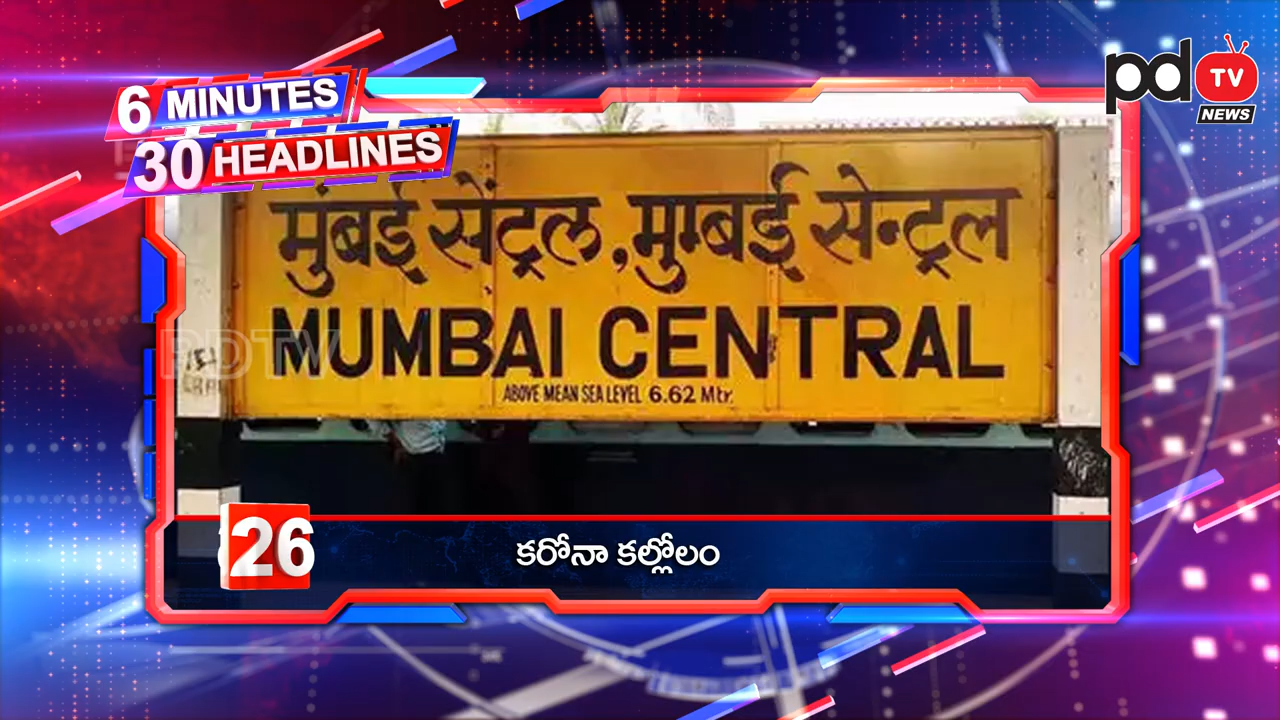 6 MINUTES
30 HEADLINES
pd TV
NEWS
मुंबई सेंट्रल, मुम्बई सेन्ट्रल
MUMBAI CENTRAL
ABOVE MEAN SEA LEVEL 6.62 Mtr.
PDTV
26
కరోనా కల్లోలం